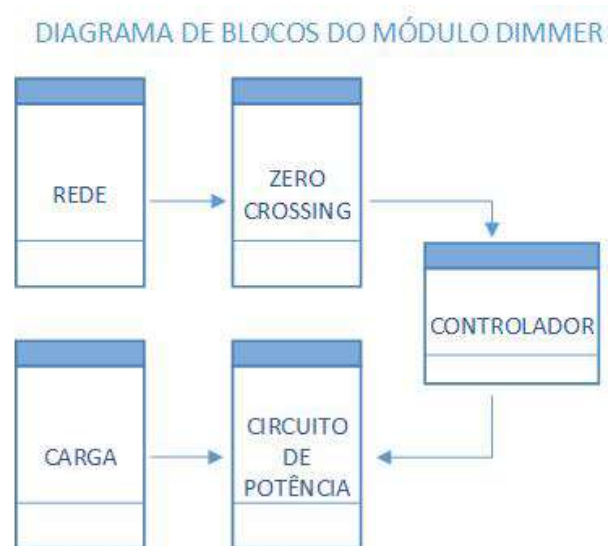 DIAGRAMA DE BLOCOS DO MÓDULO DIMMER
REDE
ZERO
CROSSING
CONTROLADOR
CARGA
CIRCUITO
DE
POTÊNCIA